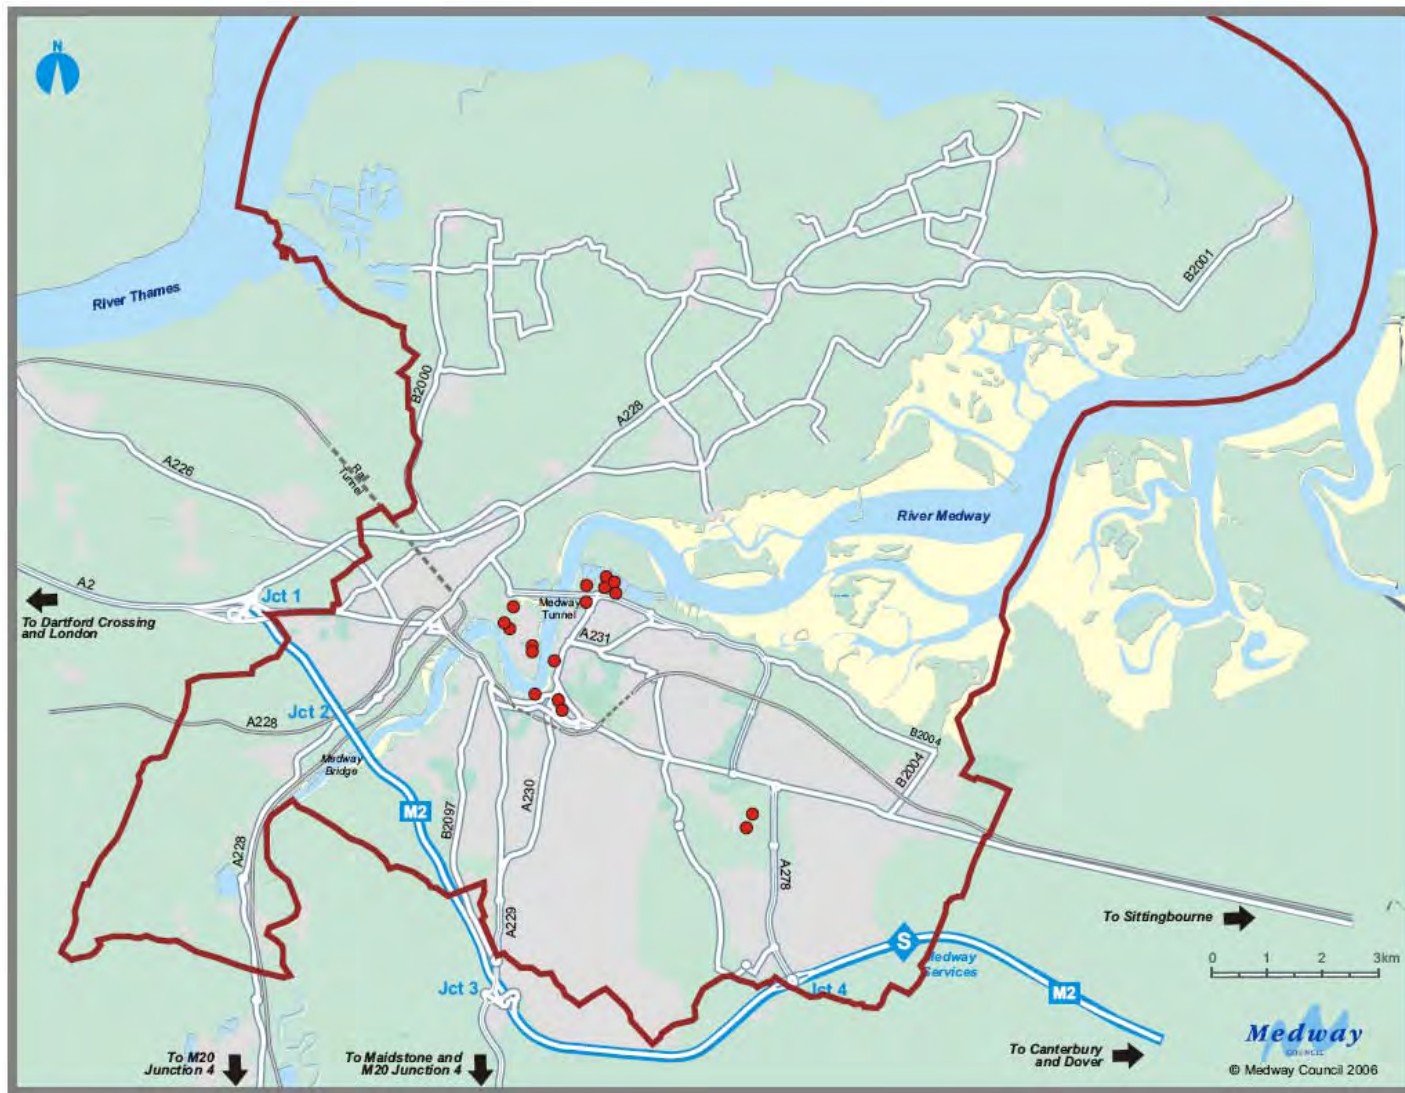 N
River Thames
B2001
B2000
A228
A226
Rail
Tunnel
River Medway
A2
Jct 1
To Dartford Crossing
and London
Medway
Tunnel
A231
Jct 2
A228
Medway
Bridge
B2004
B2004
M2
A230
B2097
A228
A278
A229
To Sittingbourne
S
Medway
Services
0 1 2 3km
Jct 3
Jct 4
M2
Medway
COUNCIL
To M20
Junction 4
To Maidstone and
M20 Junction 4
To Canterbury
and Dover
© Medway Council 2006